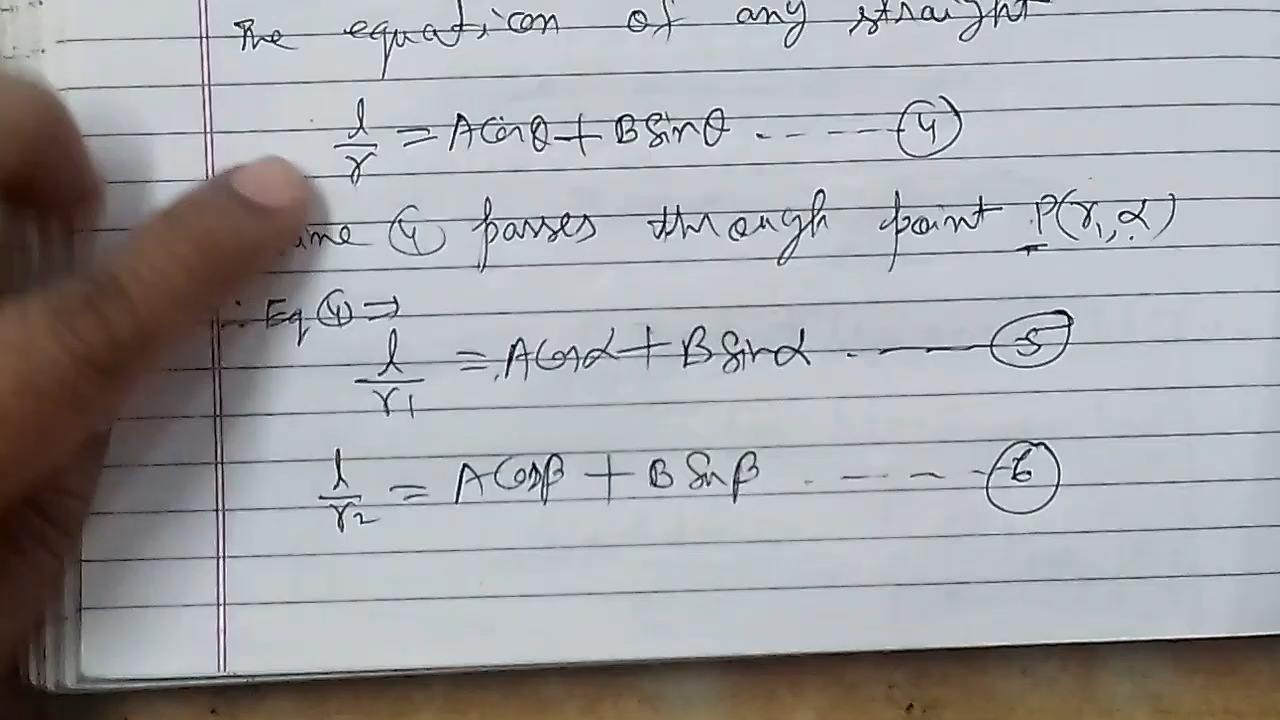 The equation of any straight
l/r = A Cosθ + B Sinθ - - - - - (4)
Line (4) passes through point P(r₁, α)
∴ Eq (4) ⇒
l/r₁ = A Cosα + B Sinα . ——— (5)
l/r₂ = A Cosβ + B Sinβ . — — - (6)